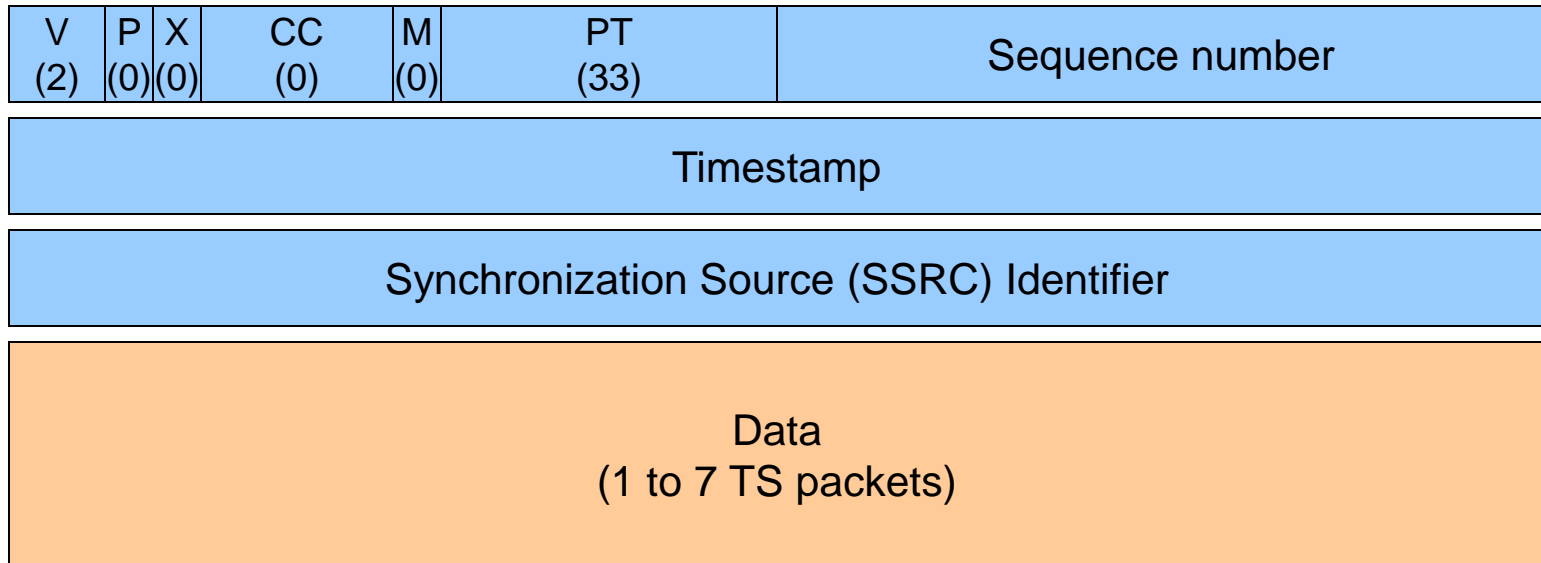 V P X CC M PT Sequence number
(2) (0) (0) (0) (0) (33)
Timestamp
Synchronization Source (SSRC) Identifier
Data
(1 to 7 TS packets)